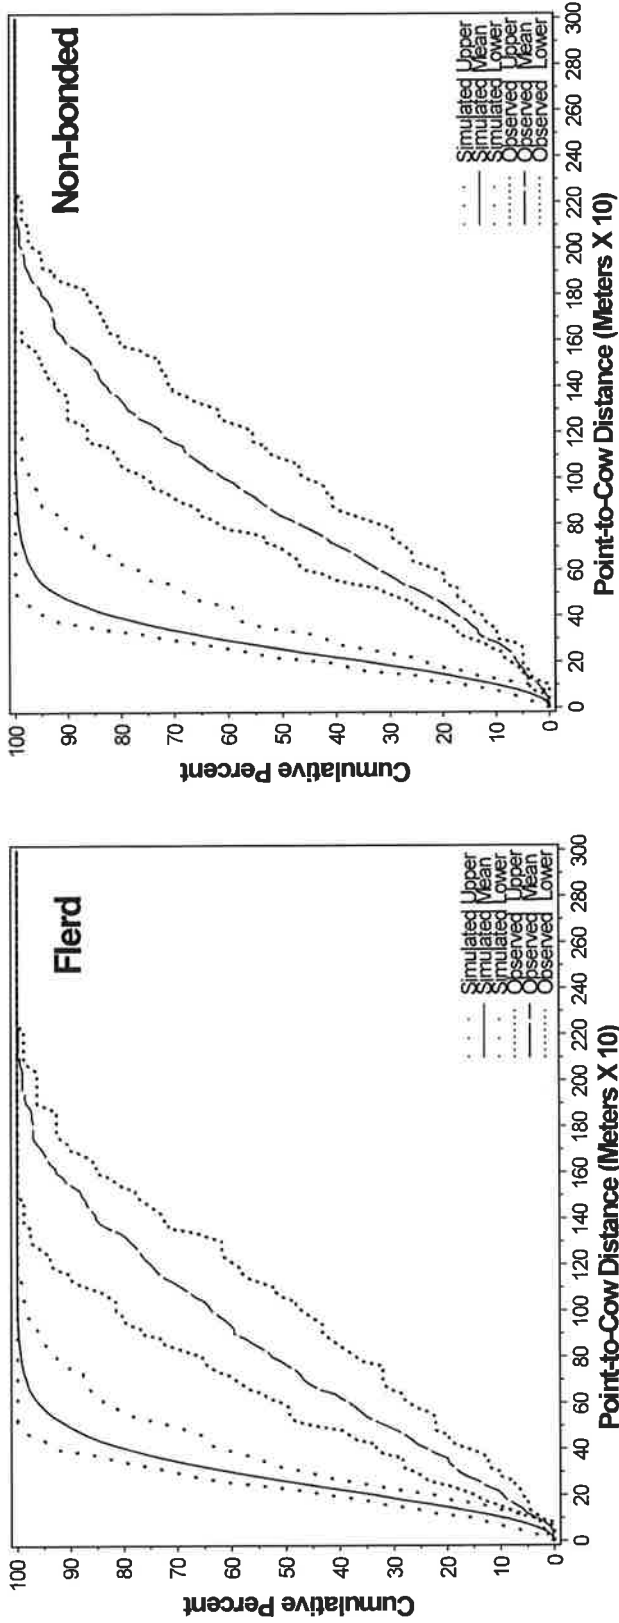 Flerd
Cumulative Percent
100
90
80
70
60
50
40
30
20
10
0
Simulated Upper
Simulated Mean
Simulated Lower
Observed Upper
Observed Mean
Observed Lower
0 20 40 60 80 100 120 140 160 180 200 220 240 260 280 300
Point-to-Cow Distance (Meters X 10)
Non-bonded
Cumulative Percent
100
90
80
70
60
50
40
30
20
10
0
Simulated Upper
Simulated Mean
Simulated Lower
Observed Upper
Observed Mean
Observed Lower
0 20 40 60 80 100 120 140 160 180 200 220 240 260 280 300
Point-to-Cow Distance (Meters X 10)